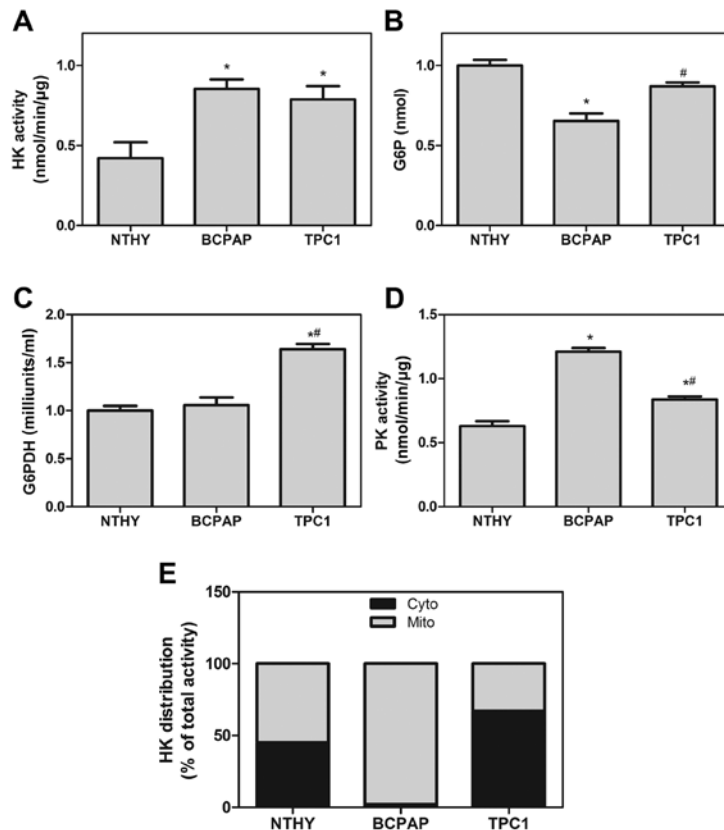 A
HK activity
(nmol/min/µg)
1.0
0.5
0.0
*
*
NTHY
BCPAP
TPC1
B
G6P (nmol)
1.0
0.5
0.0
*
#
NTHY
BCPAP
TPC1
C
G6PDH (milliunits/ml)
2.0
1.5
1.0
0.5
0.0
*#
NTHY
BCPAP
TPC1
D
PK activity
(nmol/min/µg)
1.5
1.0
0.5
0.0
*
*#
NTHY
BCPAP
TPC1
E
HK distribution
(% of total activity)
150
100
50
0
Cyto
Mito
NTHY
BCPAP
TPC1